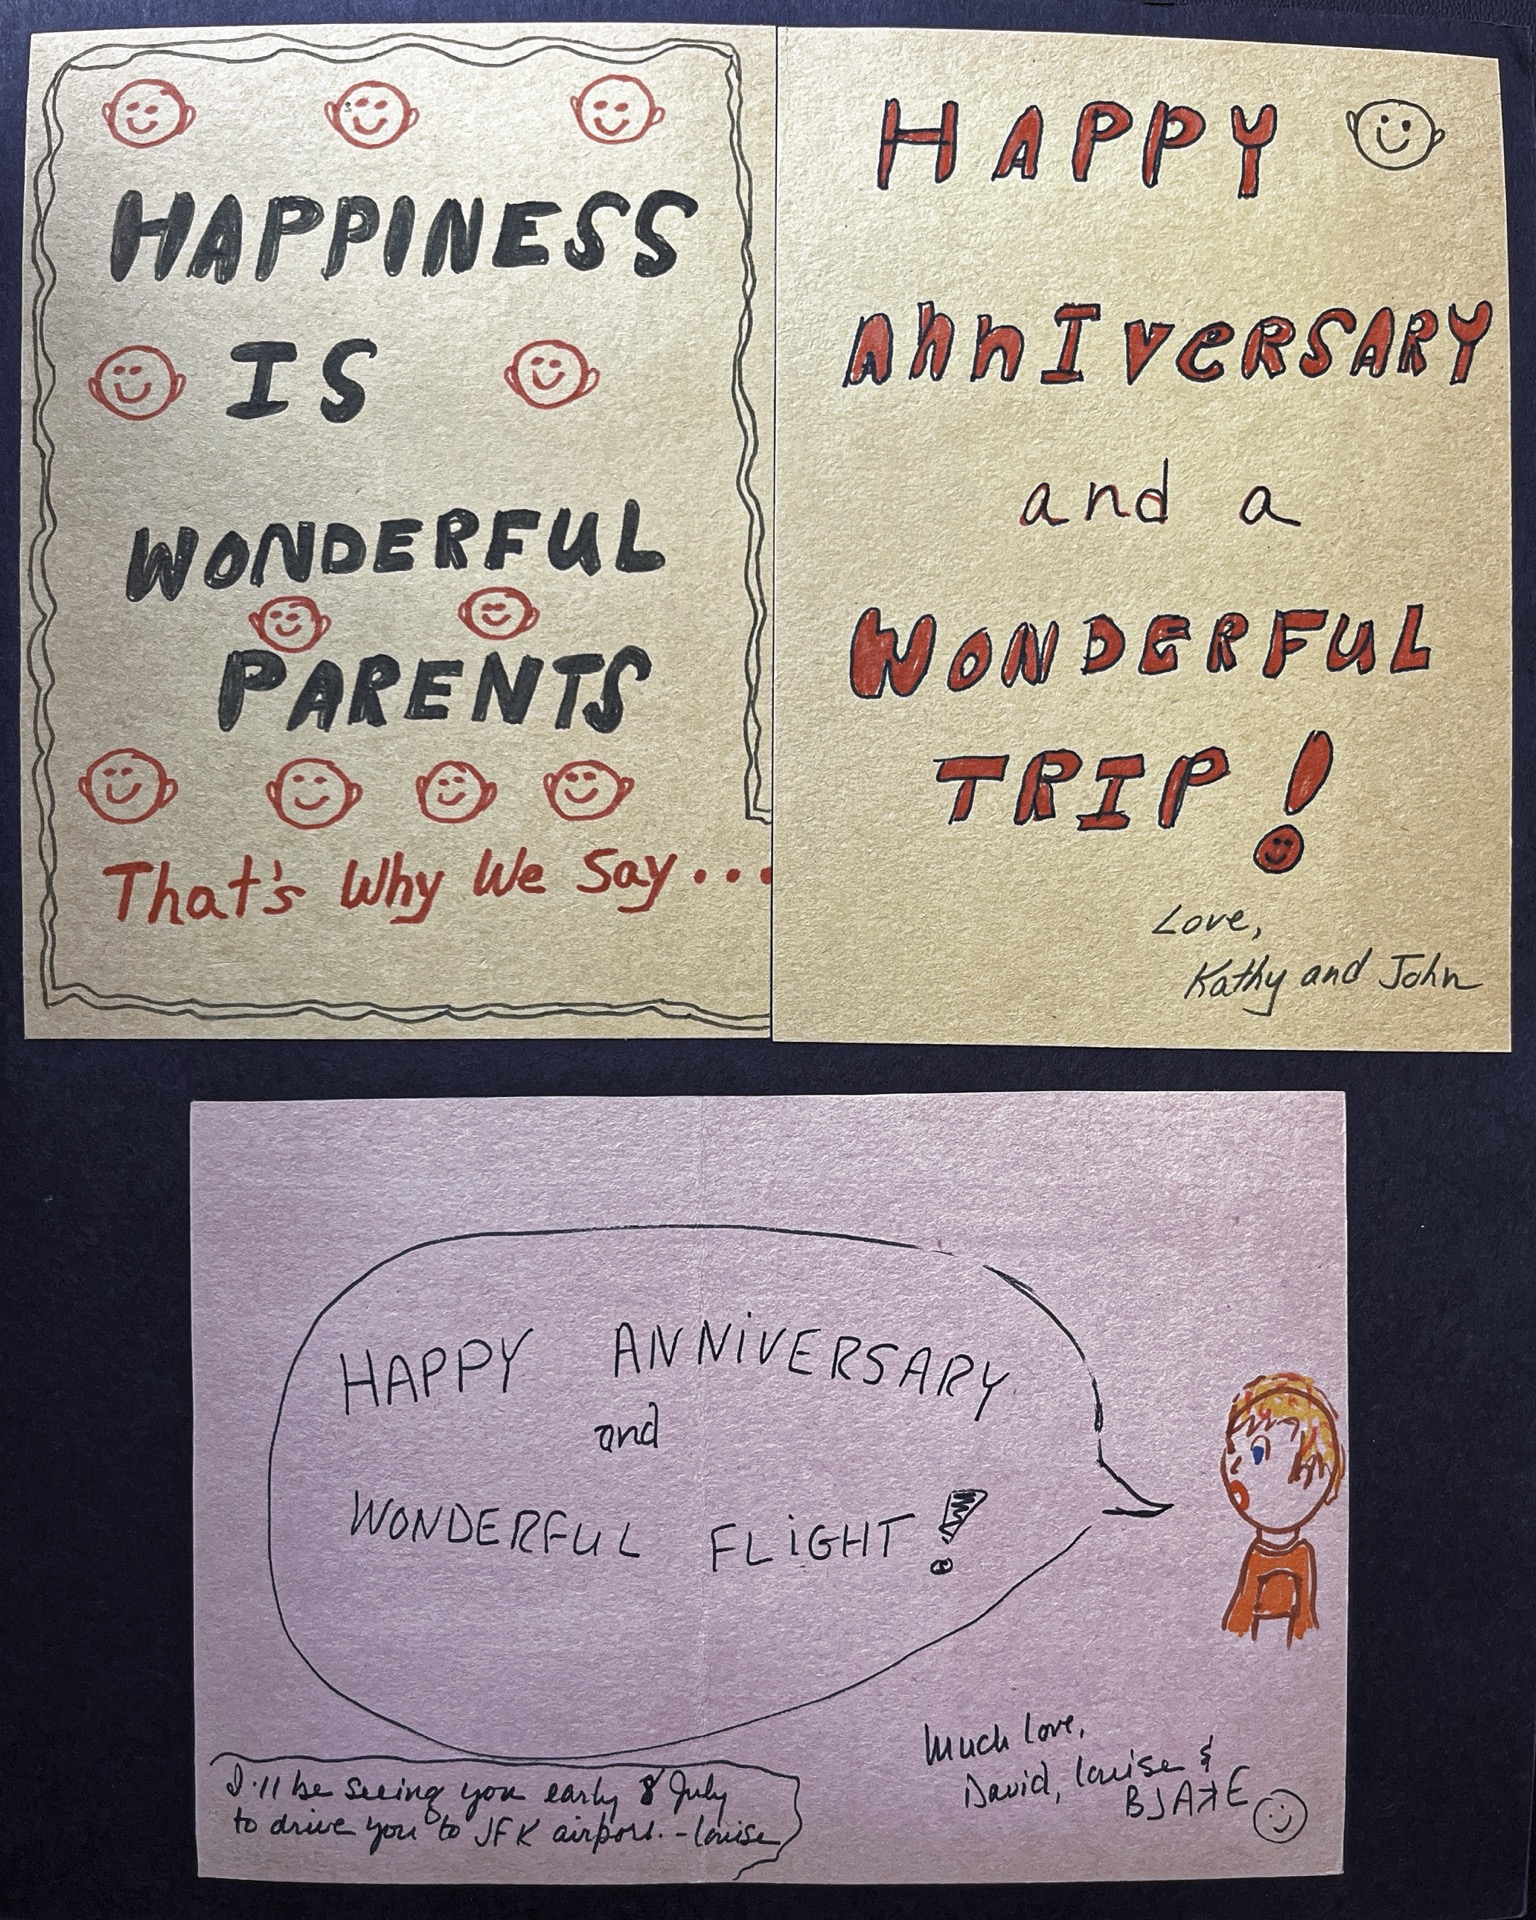 HAPPINESS
IS
WONDERFUL
PARENTS
That's Why We Say...
HAPPY
AnnIVeRSARY
and a
WONDERFUL
TRIP!
Love,
Kathy and John
HAPPY ANNiVERSARY
and
WONDERFUL FLiGHT!
Much love,
David, Louise &
BLAKE
I'll be seeing you early 8 July
to drive you to JFK airport. - Louise